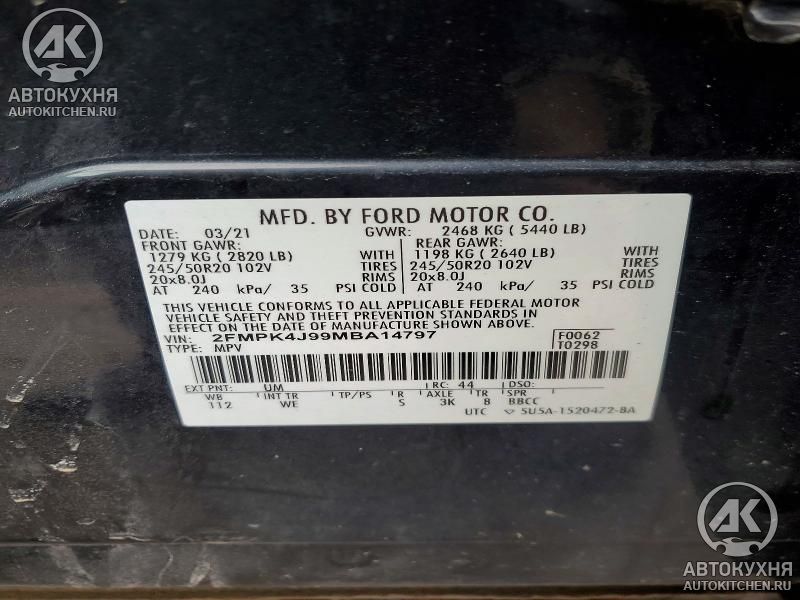 АК
АВТОКУХНЯ
AUTOKITCHEN.RU
MFD. BY FORD MOTOR CO.
DATE: 03/21 GVWR: 2468 KG ( 5440 LB)
FRONT GAWR: REAR GAWR:
1279 KG ( 2820 LB) WITH 1198 KG ( 2640 LB) WITH
245/50R20 102V TIRES 245/50R20 102V TIRES
20x8.0J RIMS 20x8.0J RIMS
AT 240 kPa/ 35 PSI COLD AT 240 kPa/ 35 PSI COLD
THIS VEHICLE CONFORMS TO ALL APPLICABLE FEDERAL MOTOR
VEHICLE SAFETY AND THEFT PREVENTION STANDARDS IN
EFFECT ON THE DATE OF MANUFACTURE SHOWN ABOVE.
VIN: 2FMPK4J99MBA14797 F0062
TYPE: MPV T0298
EXT PNT: UM RC: 44 DSO:
WB INT TR TP/PS R AXLE TR SPR
112 WE S 3K 8 BBCC
UTC 5U5A-1520472-BA
АК
АВТОКУХНЯ
AUTOKITCHEN.RU